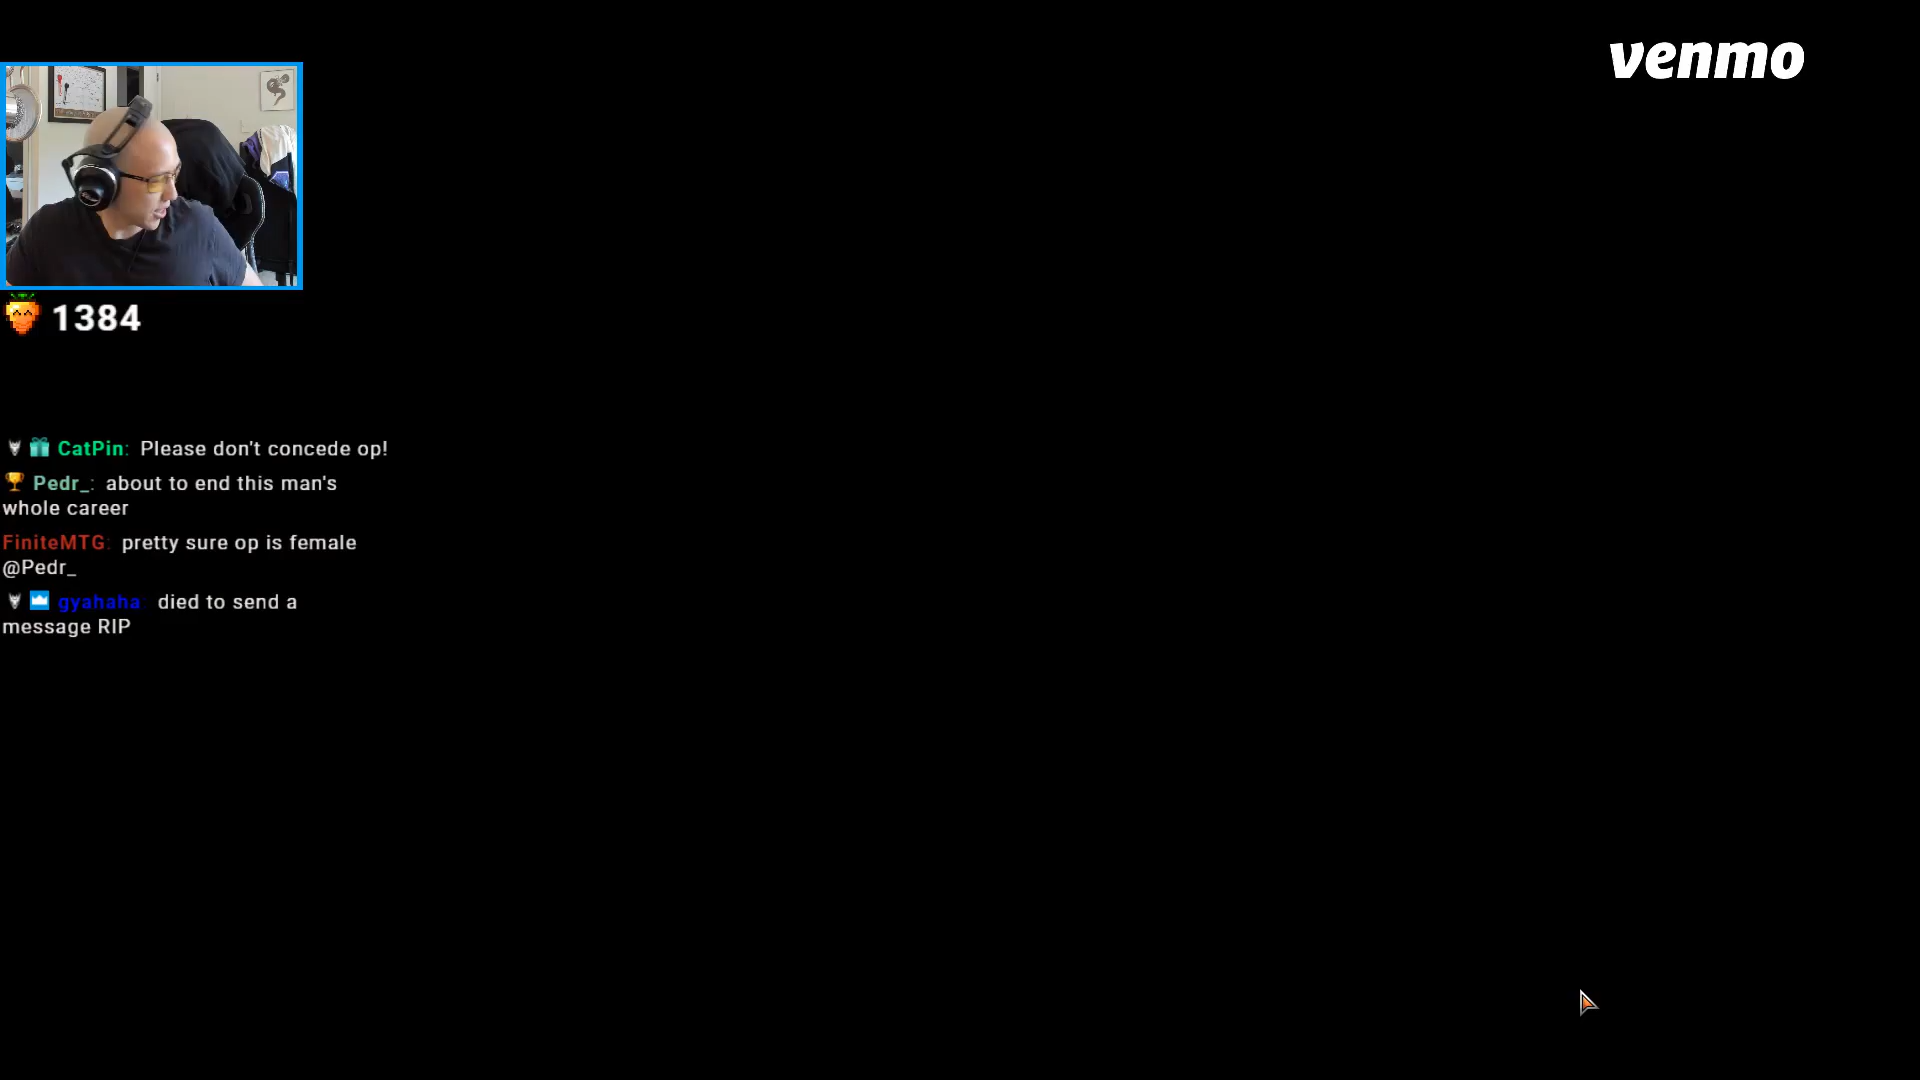 venmo
1384
CatPin: Please don't concede op!
Pedr_: about to end this man's
whole career
FiniteMTG: pretty sure op is female
@Pedr_
gyahaha: died to send a
message RIP